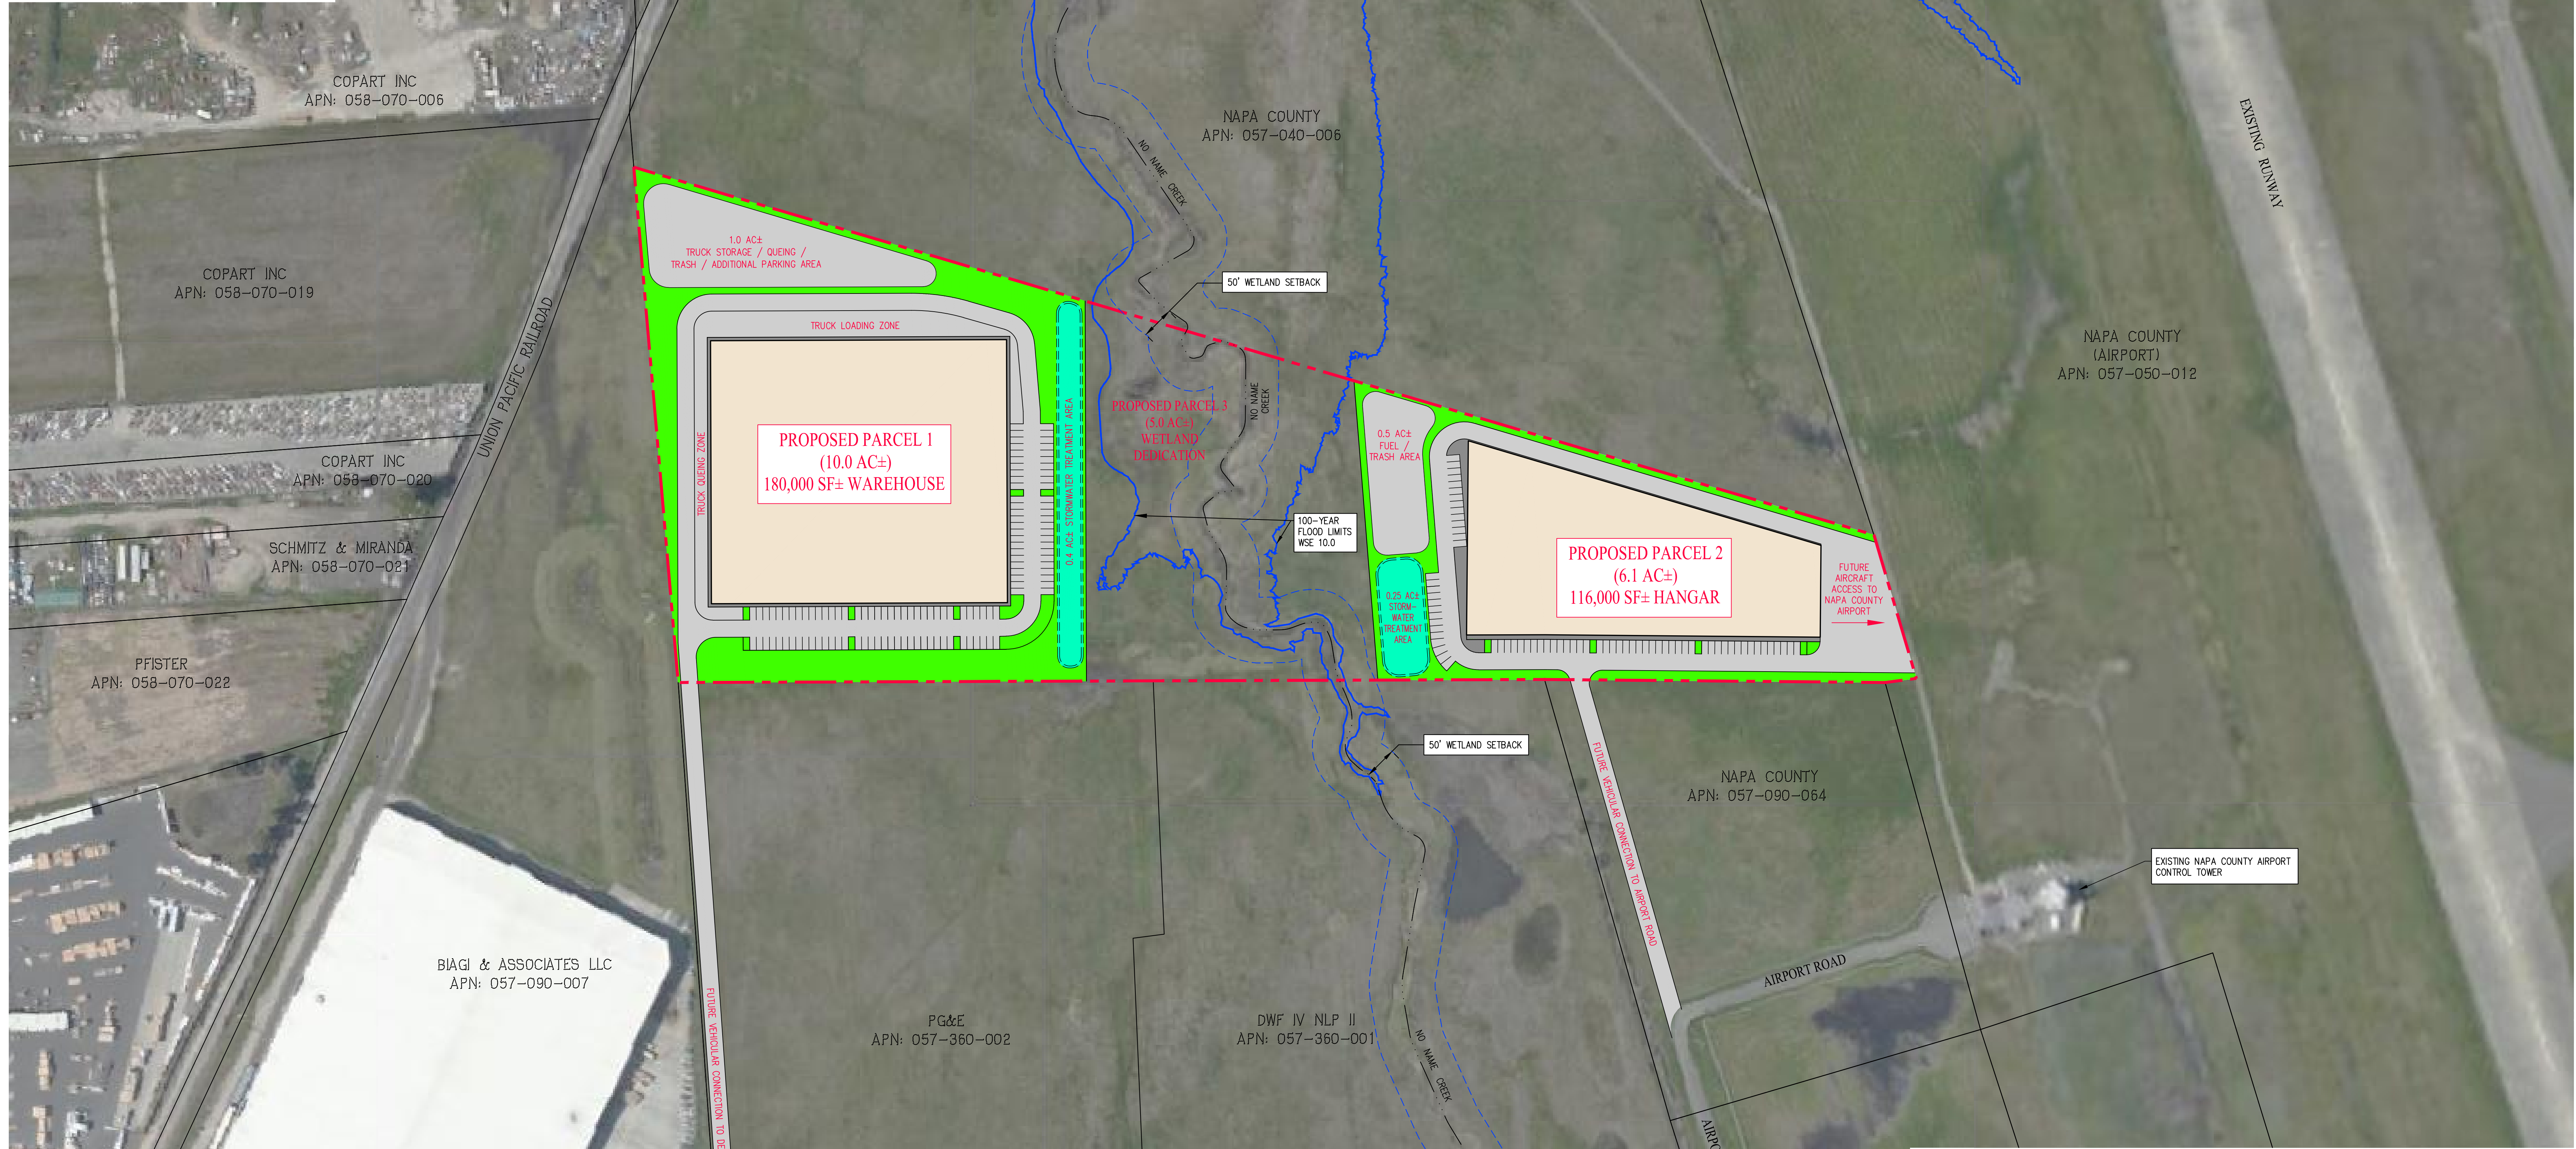 COPART INC
APN: 058-070-006
NAPA COUNTY
APN: 057-040-006
EXISTING RUNWAY
NO NAME CREEK
COPART INC
APN: 058-070-019
1.0 AC±
TRUCK STORAGE / QUEING /
TRASH / ADDITIONAL PARKING AREA
50' WETLAND SETBACK
UNION PACIFIC RAILROAD
TRUCK LOADING ZONE
NAPA COUNTY
(AIRPORT)
APN: 057-050-012
TRUCK QUEING ZONE
PROPOSED PARCEL 1
(10.0 AC±)
180,000 SF± WAREHOUSE
0.4 AC± STORMWATER TREATMENT AREA
PROPOSED PARCEL 3
(5.0 AC±)
WETLAND
DEDICATION
NO NAME
CREEK
0.5 AC±
FUEL /
TRASH AREA
COPART INC
APN: 058-070-020
100-YEAR
FLOOD LIMITS
WSE 10.0
SCHMITZ & MIRANDA
APN: 058-070-021
PROPOSED PARCEL 2
(6.1 AC±)
116,000 SF± HANGAR
FUTURE
AIRCRAFT
ACCESS TO
NAPA COUNTY
AIRPORT
0.25 AC±
STORM-
WATER
TREATMENT
AREA
PFISTER
APN: 058-070-022
50' WETLAND SETBACK
FUTURE VEHICULAR CONNECTION TO AIRPORT ROAD
NAPA COUNTY
APN: 057-090-064
EXISTING NAPA COUNTY AIRPORT
CONTROL TOWER
BIAGI & ASSOCIATES LLC
APN: 057-090-007
AIRPORT ROAD
FUTURE VEHICULAR CONNECTION TO DE
PG&E
APN: 057-360-002
DWF IV NLP II
APN: 057-360-001
NO NAME CREEK
AIRPO